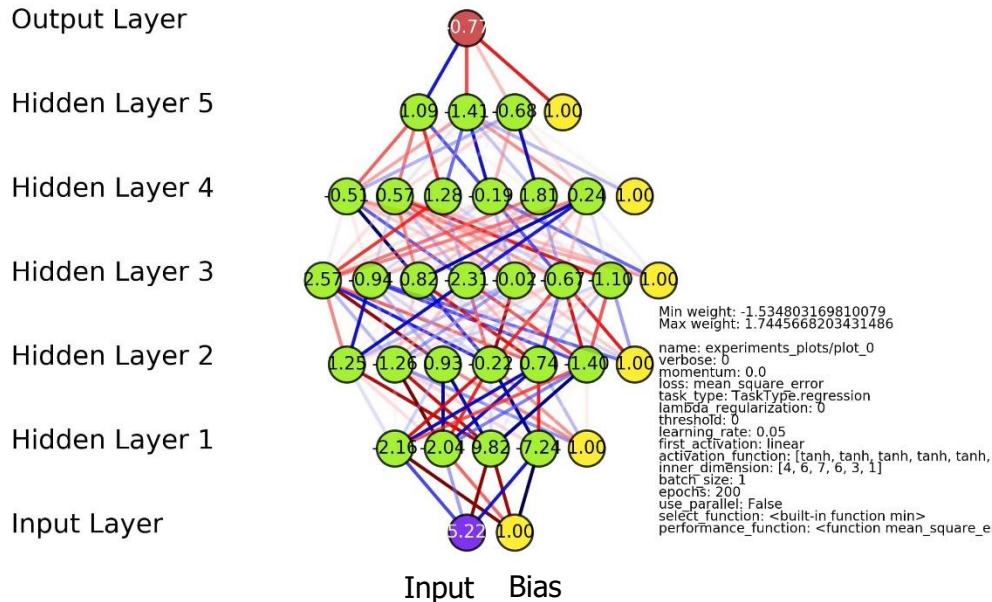 Output Layer
-0.77
Hidden Layer 5
1.09 -1.41 -0.68 1.00
Hidden Layer 4
-0.51 0.57 1.28 -0.19 1.81 0.24 1.00
Hidden Layer 3
2.57 -0.94 0.82 -2.31 -0.02 -0.67 -1.10 1.00
Min weight: -1.534803169810079
Max weight: 1.7445668203431486
Hidden Layer 2
1.25 -1.26 0.93 -0.22 0.74 -1.40 1.00
name: experiments_plots/plot_0
verbose: 0
momentum: 0.0
loss: mean_square_error
task_type: TaskType.regression
lambda_regularization: 0
threshold: 0
learning_rate: 0.05
first_activation: linear
activation_function: [tanh, tanh, tanh, tanh, tanh,
inner_dimension: [4, 6, 7, 6, 3, 1]
batch_size: 1
epochs: 200
use_parallel: False
select_function: <built-in function min>
performance_function: <function mean_square_e
Hidden Layer 1
-2.16 -2.04 9.82 -7.24 1.00
Input Layer
5.22 1.00
Input Bias